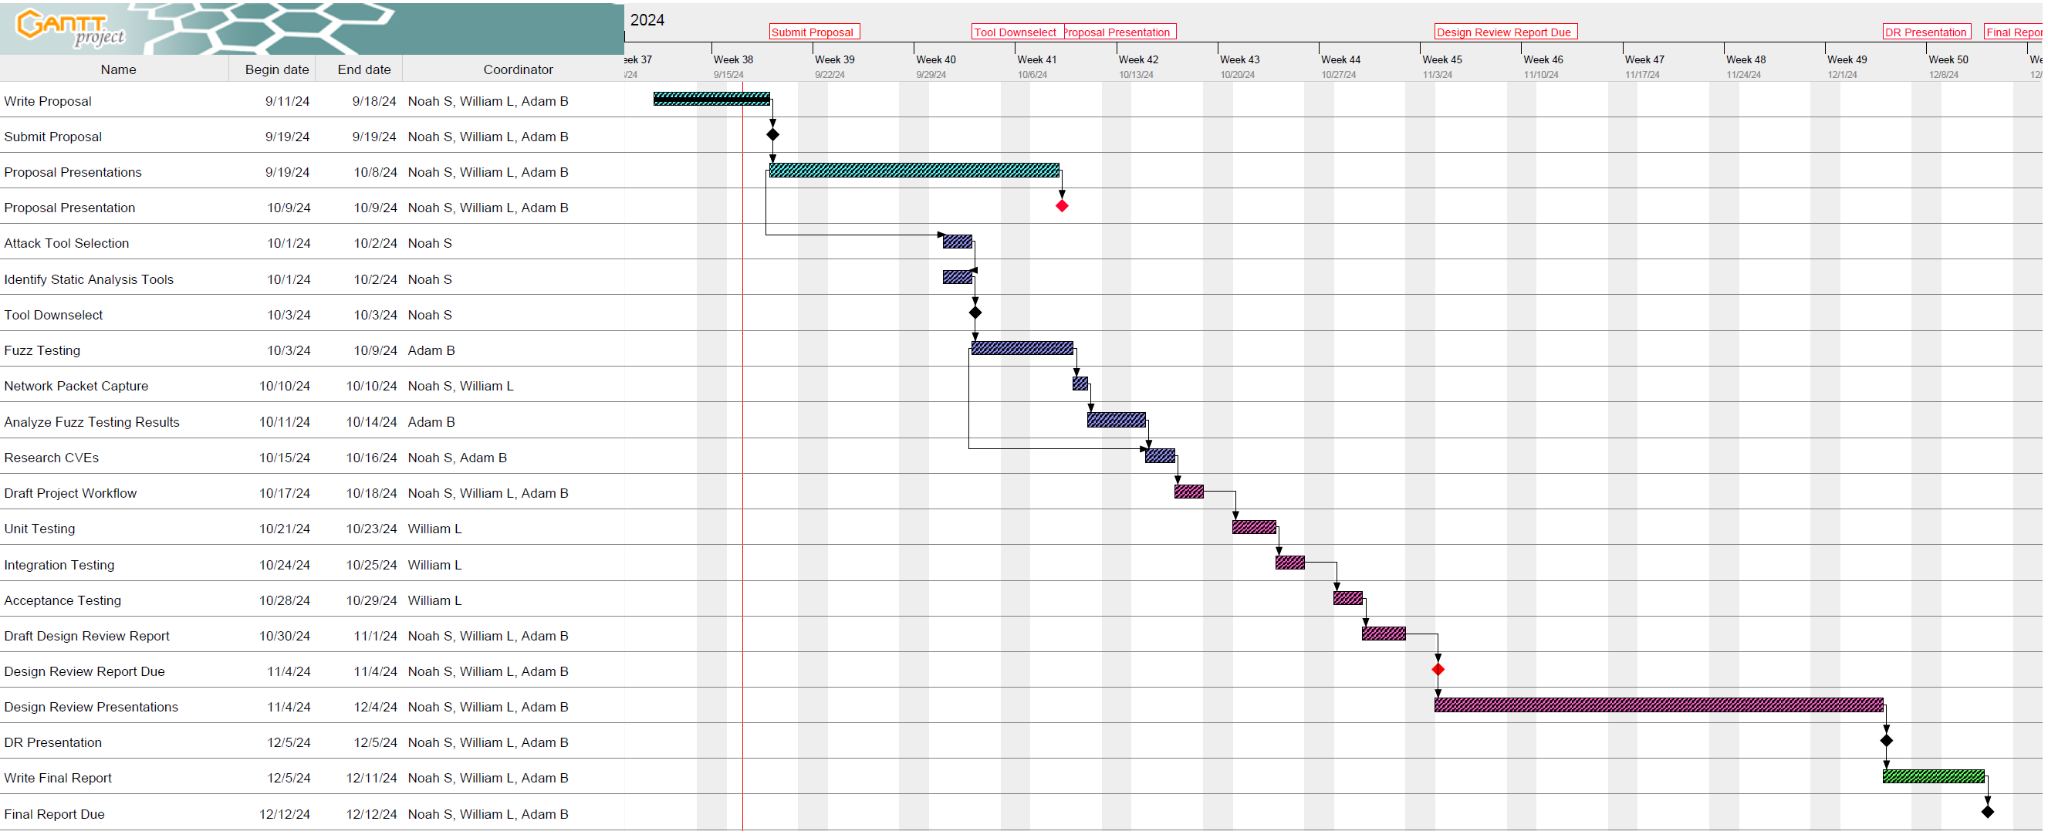 GANTT
project
2024
Submit Proposal
Tool Downselect
Proposal Presentation
Design Review Report Due
DR Presentation
Final Repor
eek 37
Week 38
Week 39
Week 40
Week 41
Week 42
Week 43
Week 44
Week 45
Week 46
Week 47
Week 48
Week 49
Week 50
We
/24
9/15/24
9/22/24
9/29/24
10/6/24
10/13/24
10/20/24
10/27/24
11/3/24
11/10/24
11/17/24
11/24/24
12/1/24
12/8/24
12/
Name Begin date End date Coordinator
Write Proposal 9/11/24 9/18/24 Noah S, William L, Adam B
Submit Proposal 9/19/24 9/19/24 Noah S, William L, Adam B
Proposal Presentations 9/19/24 10/8/24 Noah S, William L, Adam B
Proposal Presentation 10/9/24 10/9/24 Noah S, William L, Adam B
Attack Tool Selection 10/1/24 10/2/24 Noah S
Identify Static Analysis Tools 10/1/24 10/2/24 Noah S
Tool Downselect 10/3/24 10/3/24 Noah S
Fuzz Testing 10/3/24 10/9/24 Adam B
Network Packet Capture 10/10/24 10/10/24 Noah S, William L
Analyze Fuzz Testing Results 10/11/24 10/14/24 Adam B
Research CVEs 10/15/24 10/16/24 Noah S, Adam B
Draft Project Workflow 10/17/24 10/18/24 Noah S, William L, Adam B
Unit Testing 10/21/24 10/23/24 William L
Integration Testing 10/24/24 10/25/24 William L
Acceptance Testing 10/28/24 10/29/24 William L
Draft Design Review Report 10/30/24 11/1/24 Noah S, William L, Adam B
Design Review Report Due 11/4/24 11/4/24 Noah S, William L, Adam B
Design Review Presentations 11/4/24 12/4/24 Noah S, William L, Adam B
DR Presentation 12/5/24 12/5/24 Noah S, William L, Adam B
Write Final Report 12/5/24 12/11/24 Noah S, William L, Adam B
Final Report Due 12/12/24 12/12/24 Noah S, William L, Adam B